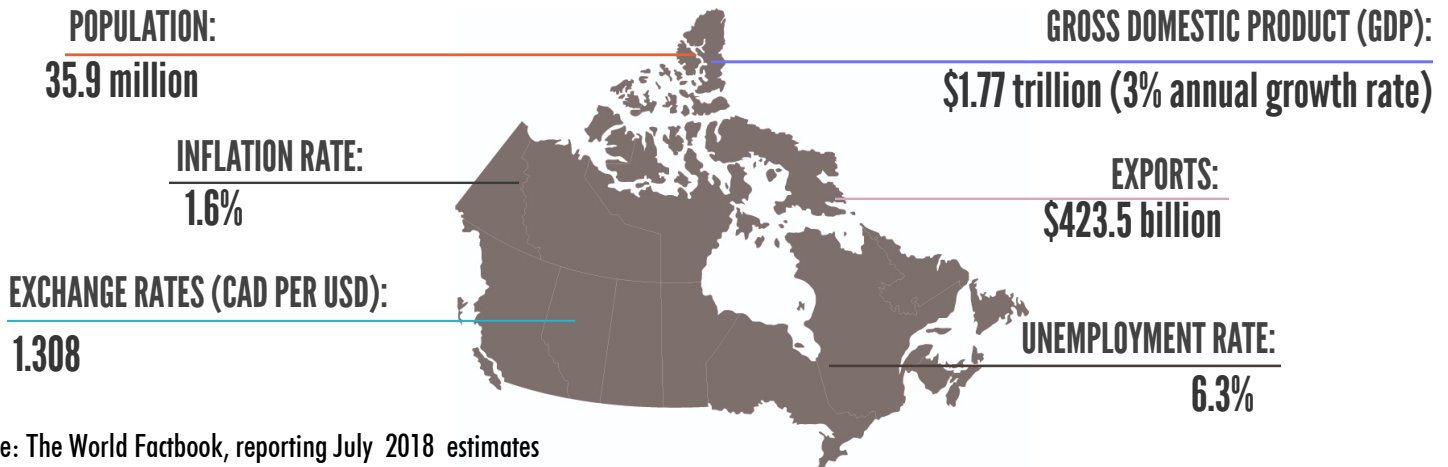 POPULATION:
35.9 million
GROSS DOMESTIC PRODUCT (GDP):
$1.77 trillion (3% annual growth rate)
INFLATION RATE:
1.6%
EXPORTS:
$423.5 billion
EXCHANGE RATES (CAD PER USD):
1.308
UNEMPLOYMENT RATE:
6.3%
e: The World Factbook, reporting July 2018 estimates